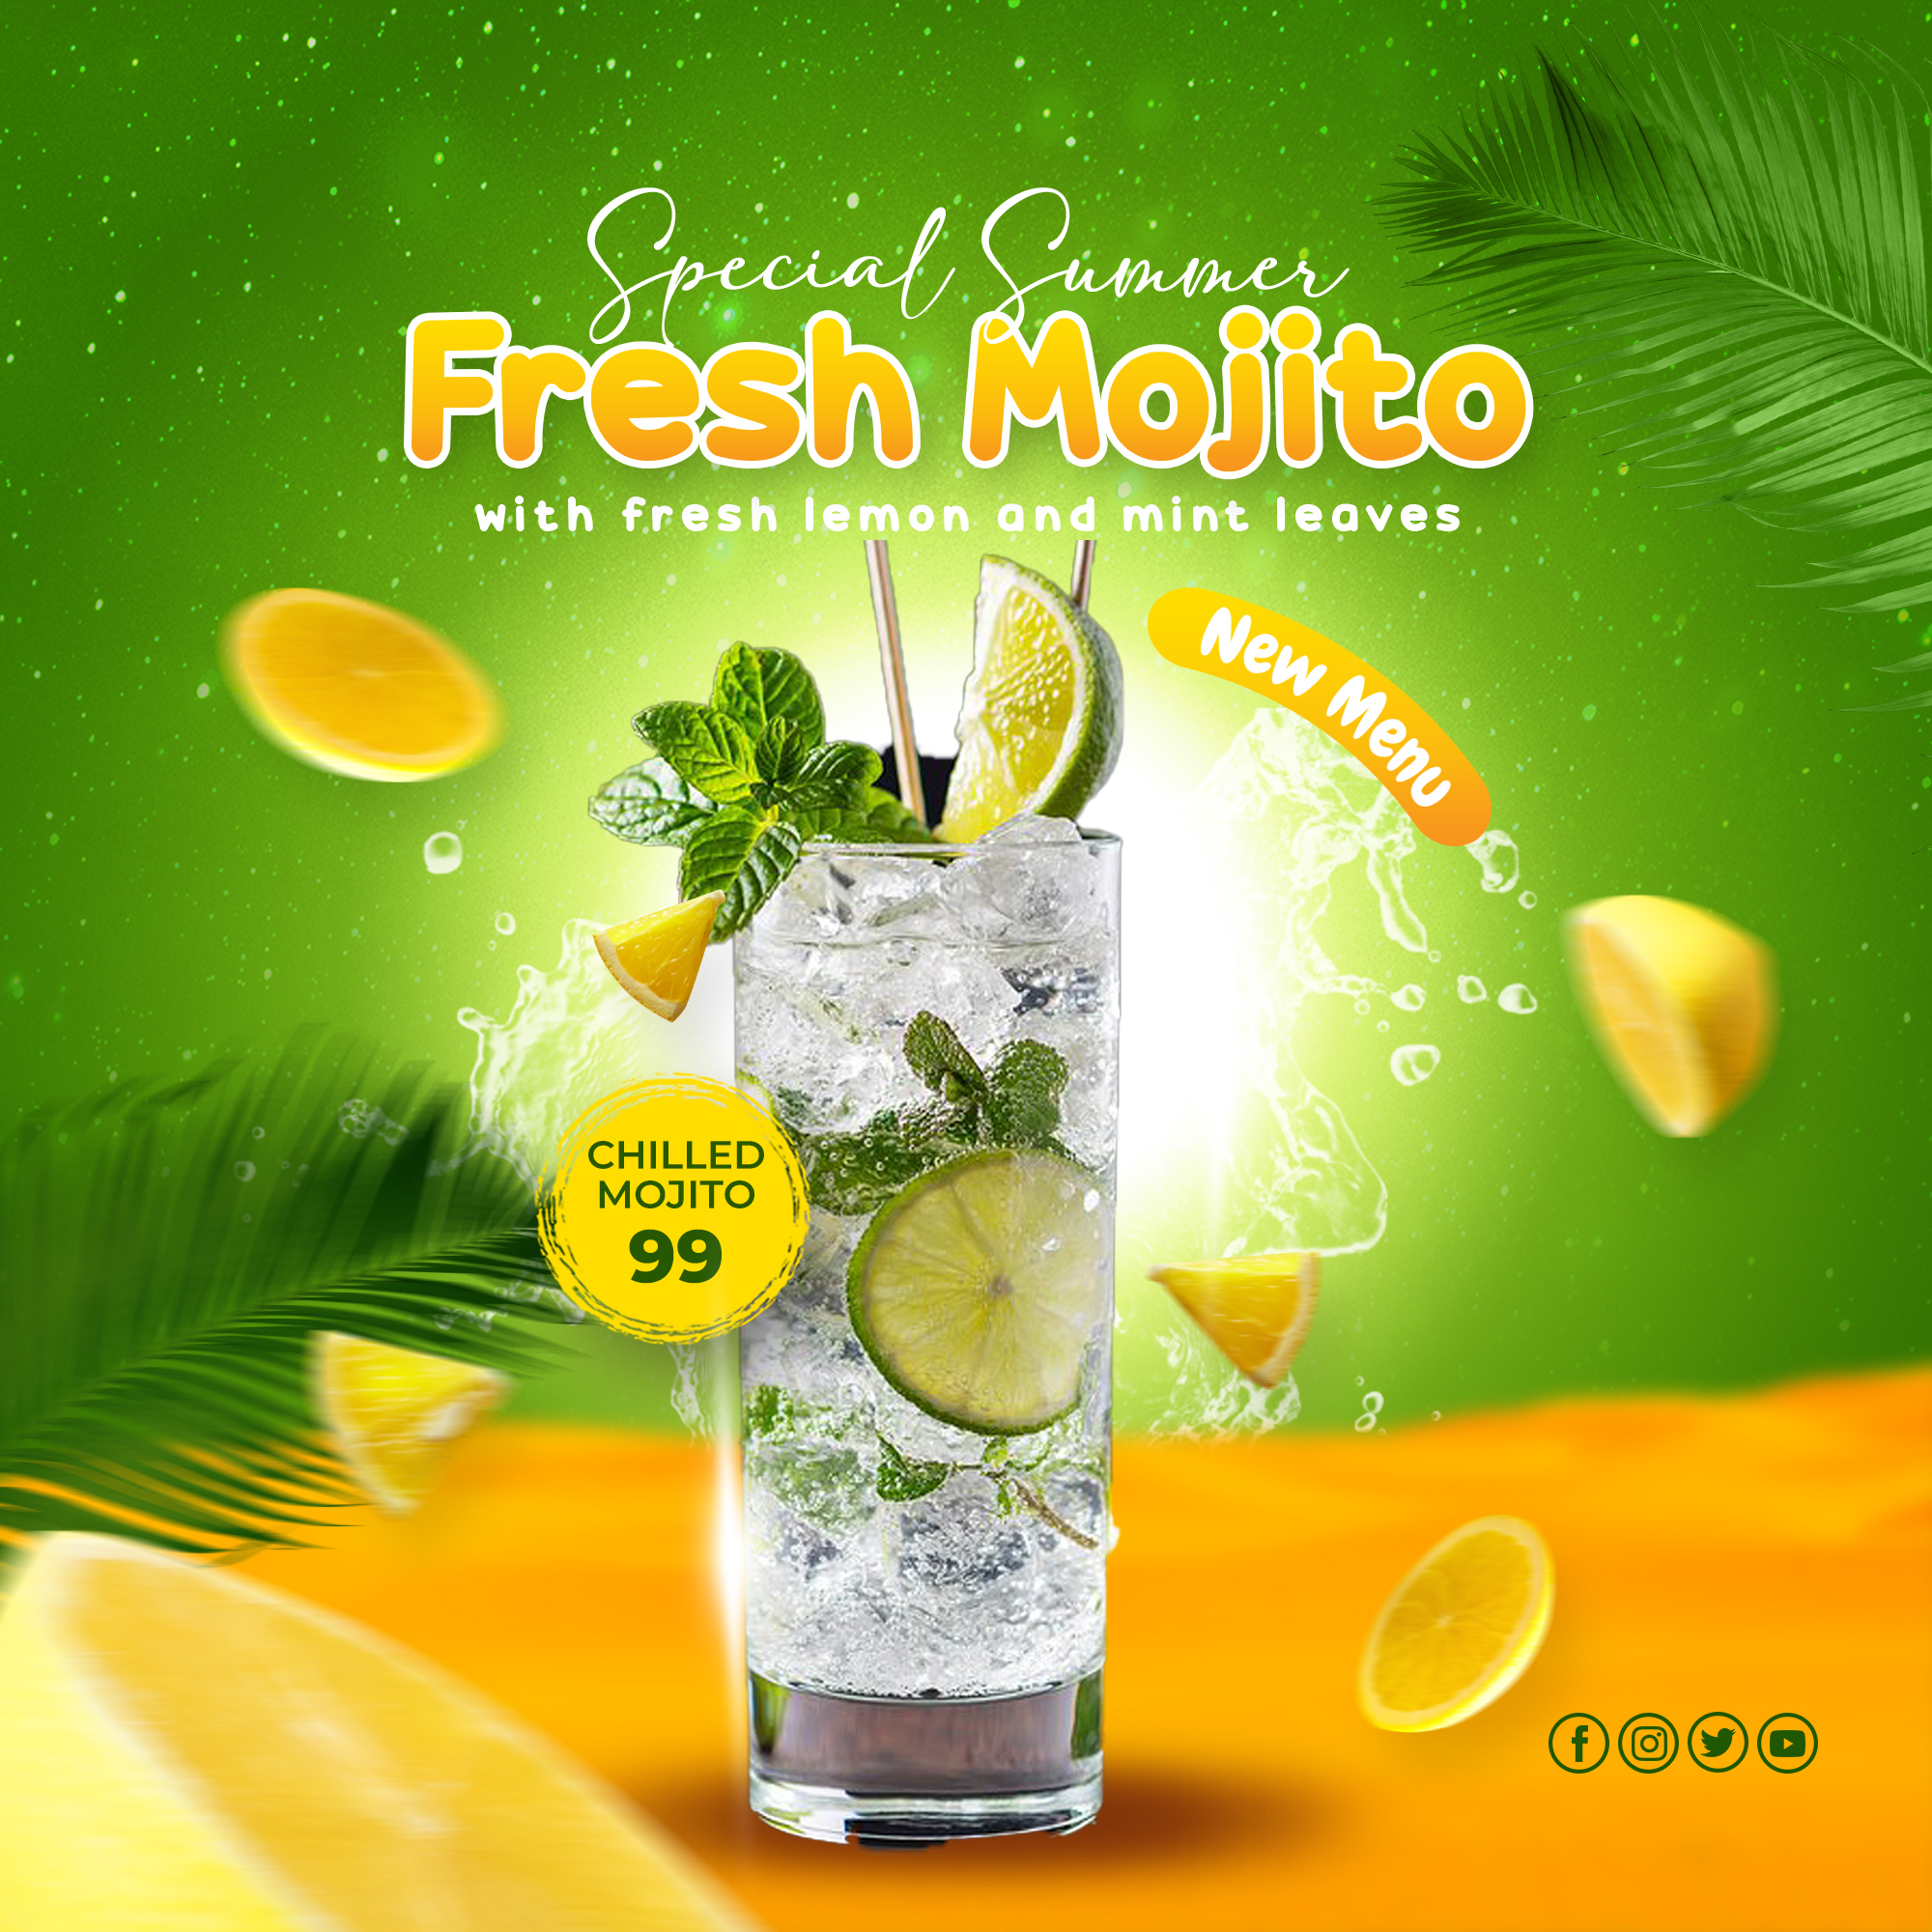 Special Summer
Fresh Mojito
with fresh lemon and mint leaves
New Menu
CHILLED
MOJITO
99